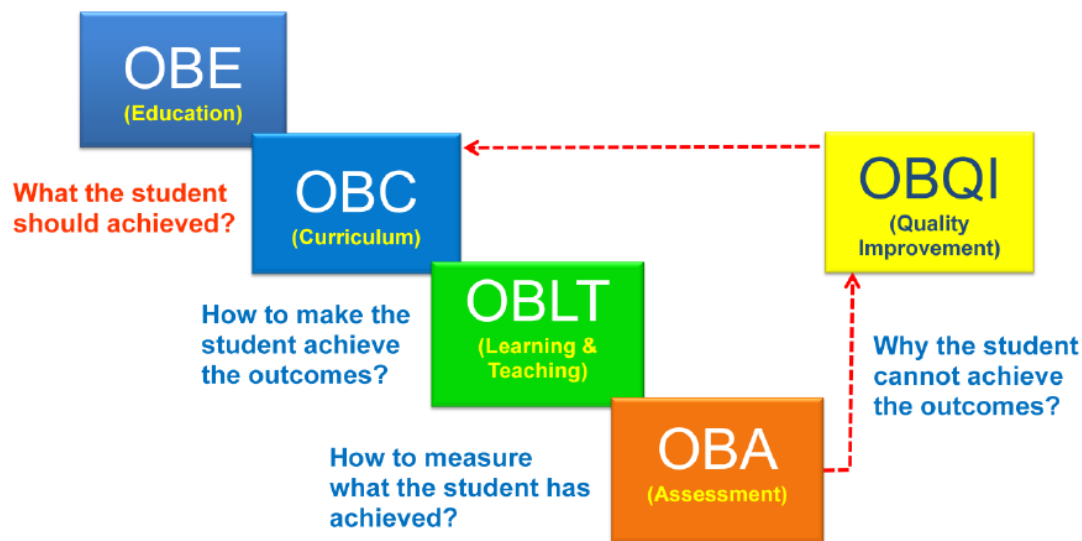 OBE
(Education)
What the student
should achieved?
OBC
(Curriculum)
OBQI
(Quality
Improvement)
How to make the
student achieve
the outcomes?
OBLT
(Learning &
Teaching)
Why the student
cannot achieve
the outcomes?
How to measure
what the student has
achieved?
OBA
(Assessment)